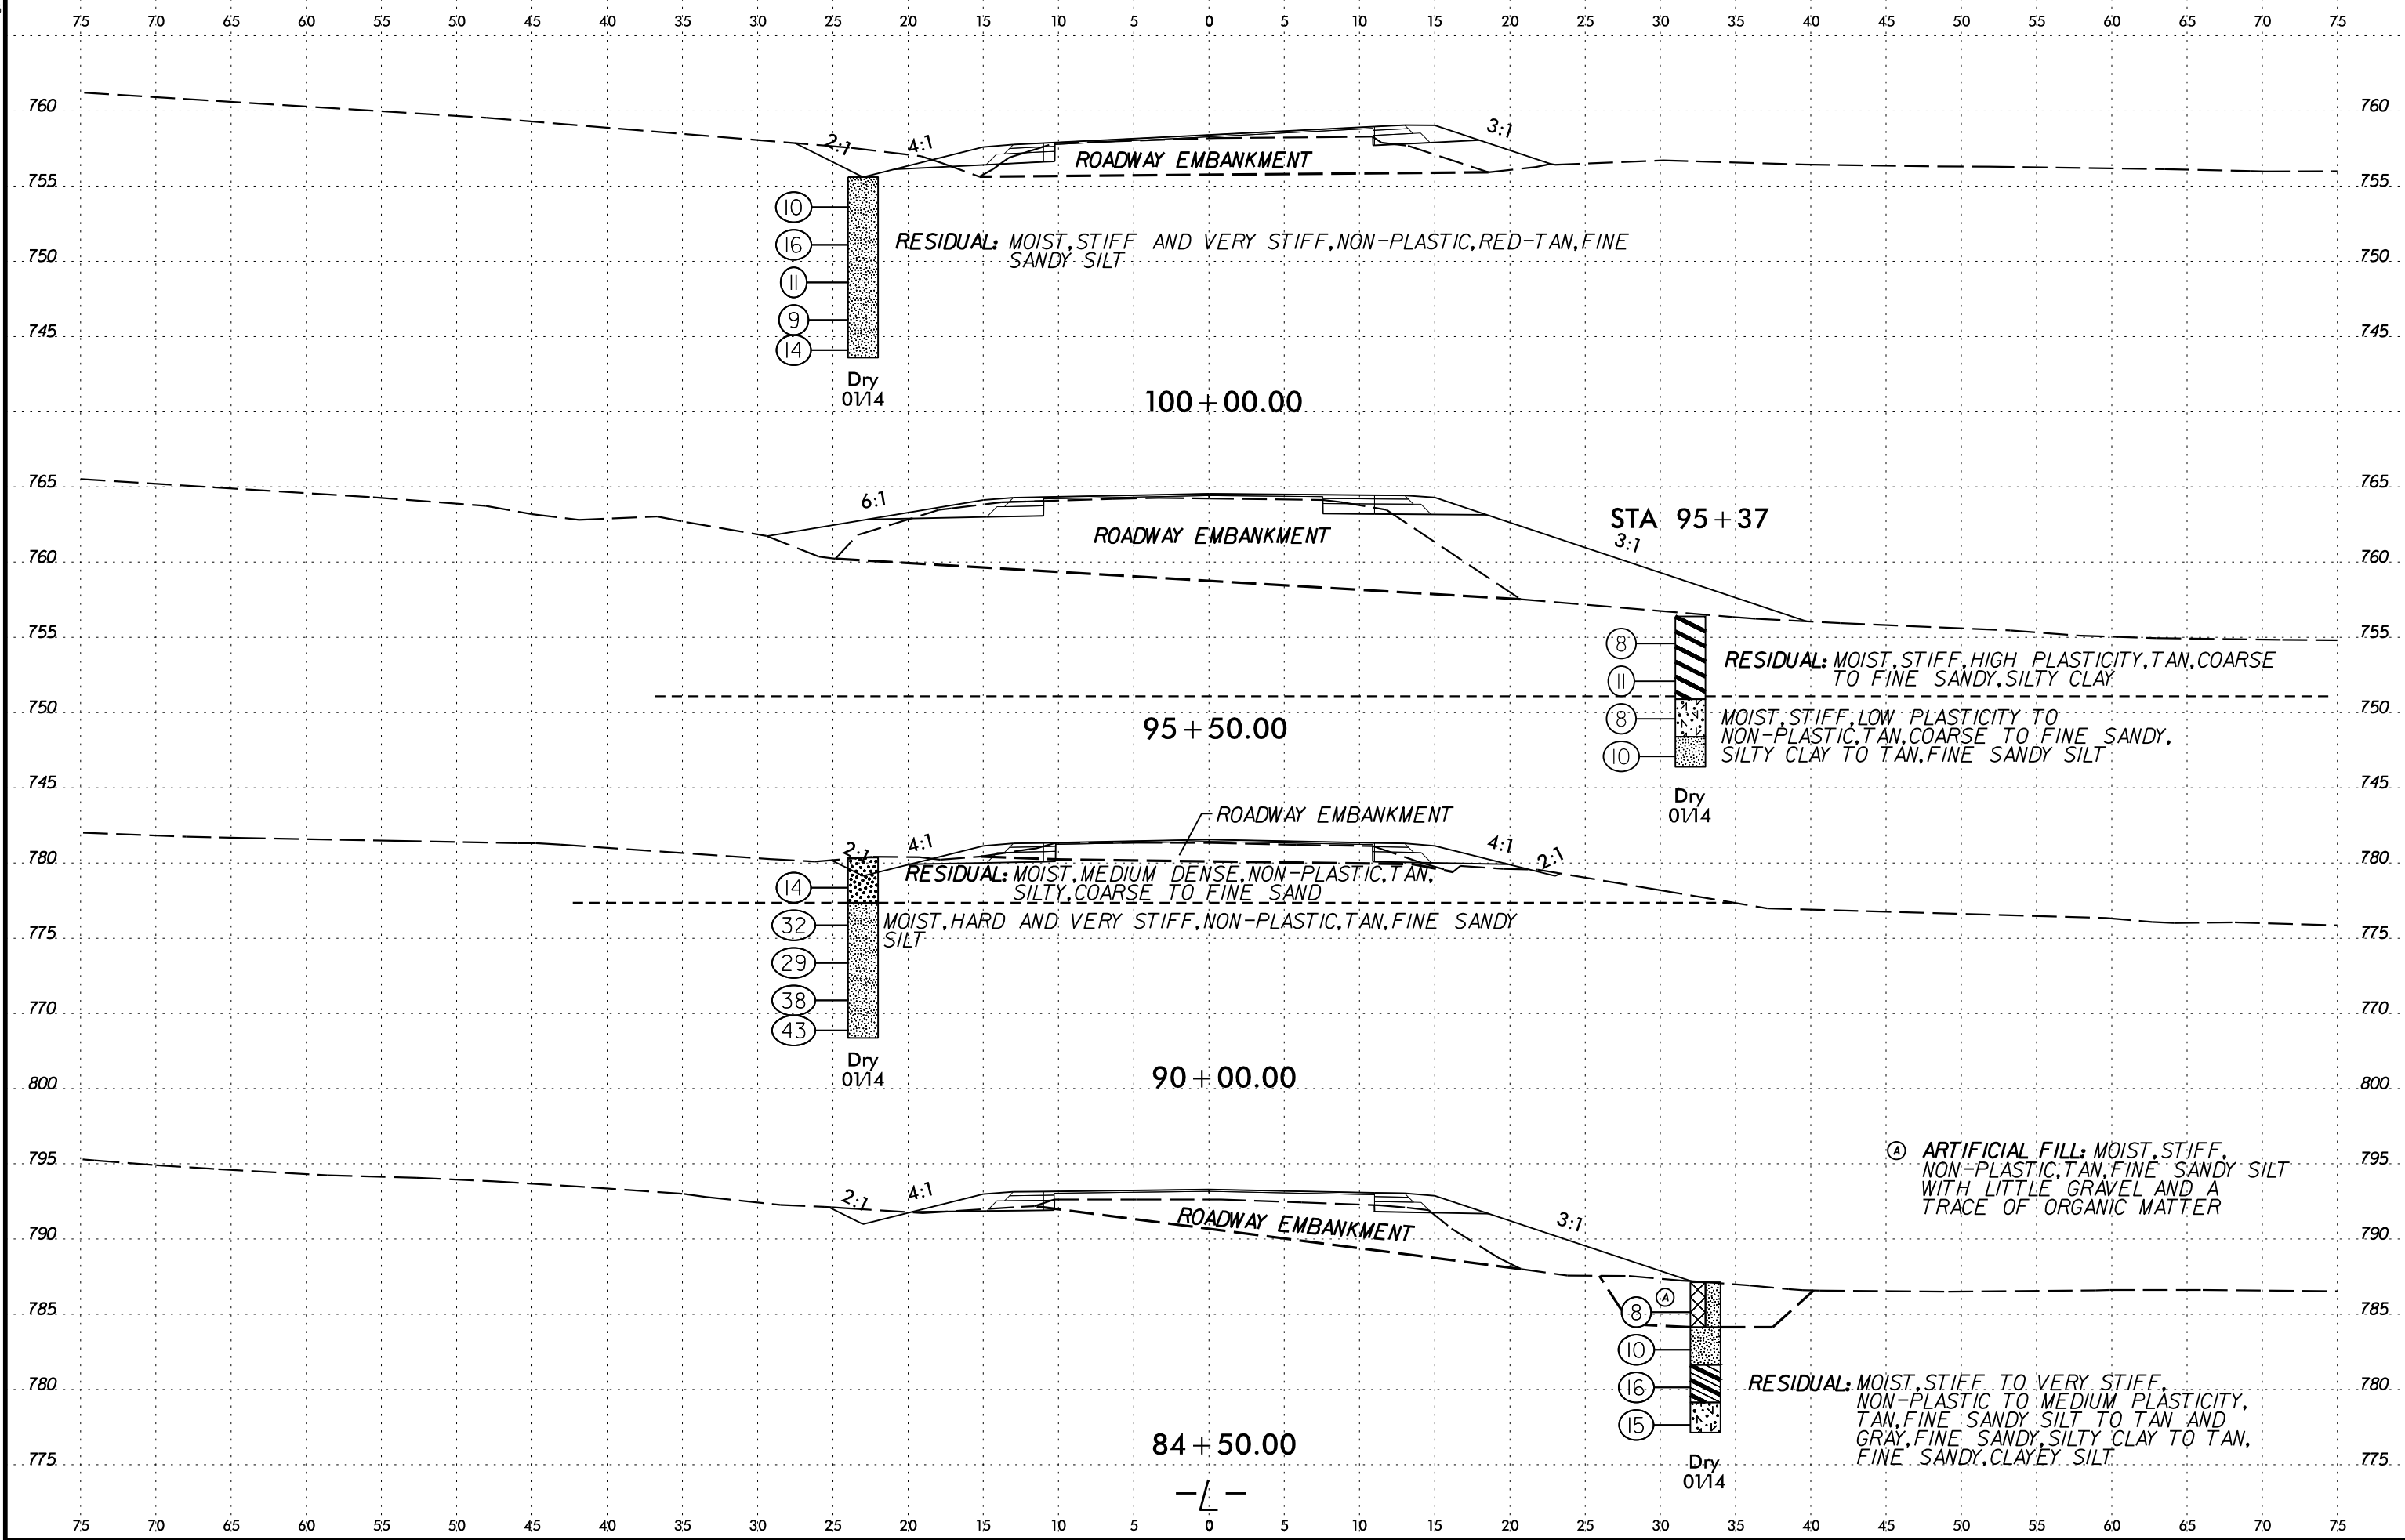 75 70 65 60 55 50 45 40 35 30 25 20 15 10 5 0 5 10 15 20 25 30 35 40 45 50 55 60 65 70 75
760 760
2:1 4:1 3:1
ROADWAY EMBANKMENT
755 755
10
16
RESIDUAL: MOIST,STIFF AND VERY STIFF,NON-PLASTIC,RED-TAN,FINE
SANDY SILT
750 750
11
9
745 745
14
Dry
01/14
100+00.00
765 765
6:1
STA 95+37
ROADWAY EMBANKMENT
3:1
760 760
755 755
8
RESIDUAL: MOIST,STIFF,HIGH PLASTICITY,TAN,COARSE
TO FINE SANDY,SILTY CLAY
11
750 750
95+50.00
8
MOIST,STIFF,LOW PLASTICITY TO
NON-PLASTIC,TAN,COARSE TO FINE SANDY,
SILTY CLAY TO TAN,FINE SANDY SILT
10
745 745
Dry
01/14
ROADWAY EMBANKMENT
2:1 4:1 4:1 2:1
780 780
RESIDUAL: MOIST,MEDIUM DENSE,NON-PLASTIC,TAN,
SILTY,COARSE TO FINE SAND
14
32
MOIST,HARD AND VERY STIFF,NON-PLASTIC,TAN,FINE SANDY
SILT
775 775
29
38
770 770
43
Dry
01/14
90+00.00
800 800
A ARTIFICIAL FILL: MOIST,STIFF,
NON-PLASTIC,TAN,FINE SANDY SILT
WITH LITTLE GRAVEL AND A
TRACE OF ORGANIC MATTER
795 795
2:1 4:1 3:1
ROADWAY EMBANKMENT
790 790
A
8
785 785
10
16
780 780
RESIDUAL: MOIST,STIFF TO VERY STIFF,
NON-PLASTIC TO MEDIUM PLASTICITY,
TAN,FINE SANDY SILT TO TAN AND
GRAY,FINE SANDY,SILTY CLAY TO TAN,
FINE SANDY,CLAYEY SILT
15
84+50.00
775 775
Dry
01/14
-L-
75 70 65 60 55 50 45 40 35 30 25 20 15 10 5 0 5 10 15 20 25 30 35 40 45 50 55 60 65 70 75